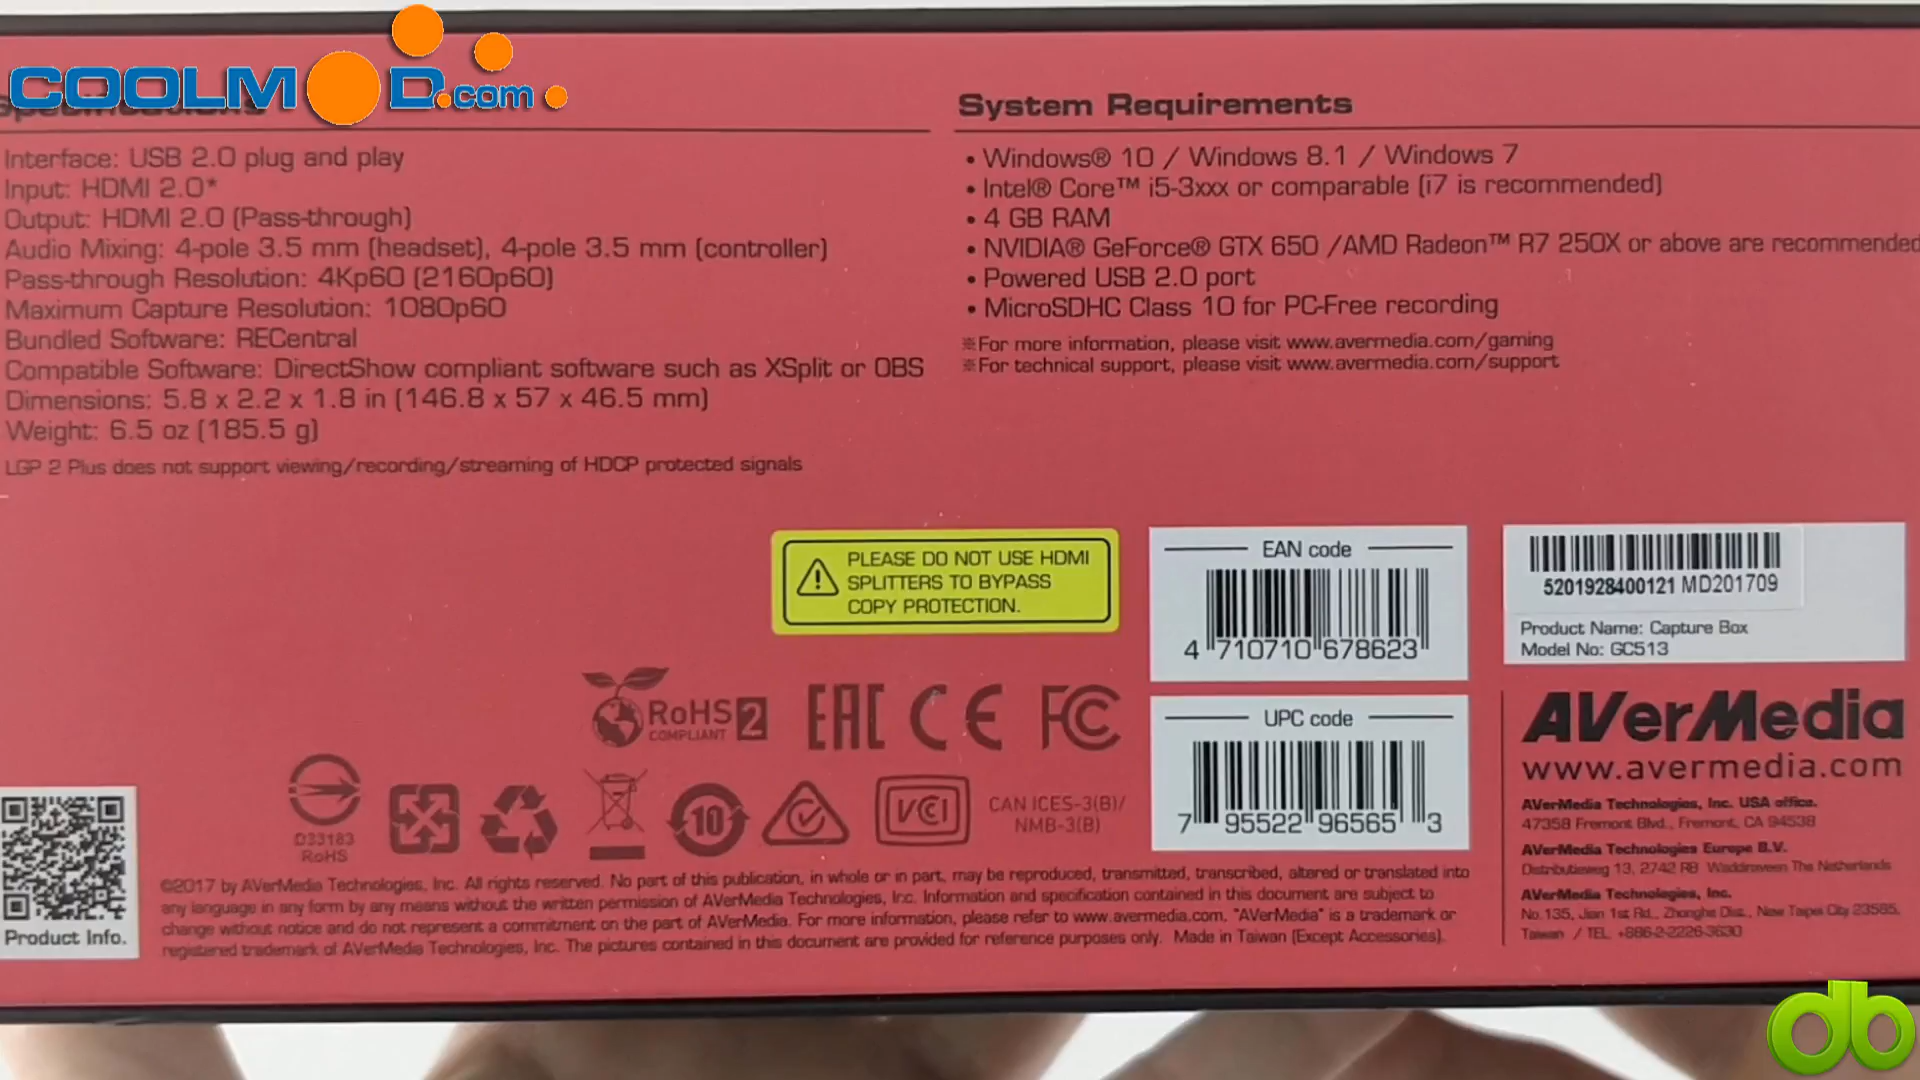 COOLMOD.com
Specifications
Interface: USB 2.0 plug and play
Input: HDMI 2.0*
Output: HDMI 2.0 (Pass-through)
Audio Mixing: 4-pole 3.5 mm (headset), 4-pole 3.5 mm (controller)
Pass-through Resolution: 4Kp60 (2160p60)
Maximum Capture Resolution: 1080p60
Bundled Software: RECentral
Compatible Software: DirectShow compliant software such as XSplit or OBS
Dimensions: 5.8 x 2.2 x 1.8 in (146.8 x 57 x 46.5 mm)
Weight: 6.5 oz (185.5 g)
LGP 2 Plus does not support viewing/recording/streaming of HDCP protected signals
System Requirements
• Windows® 10 / Windows 8.1 / Windows 7
• Intel® Core™ i5-3xxx or comparable (i7 is recommended)
• 4 GB RAM
• NVIDIA® GeForce® GTX 650 /AMD Radeon™ R7 250X or above are recommended
• Powered USB 2.0 port
• MicroSDHC Class 10 for PC-Free recording
※For more information, please visit www.avermedia.com/gaming
※For technical support, please visit www.avermedia.com/support
PLEASE DO NOT USE HDMI
SPLITTERS TO BYPASS
COPY PROTECTION.
EAN code
4 710710 678623
UPC code
7 95522 96565 3
5201928400121 MD201709
Product Name: Capture Box
Model No: GC513
RoHS 2
COMPLIANT
EAC CE FC
D33183
RoHS
10
VCI
CAN ICES-3(B)/
NMB-3(B)
Product Info.
©2017 by AVerMedia Technologies, Inc. All rights reserved. No part of this publication, in whole or in part, may be reproduced, transmitted, transcribed, altered or translated into
any language in any form by any means without the written permission of AVerMedia Technologies, Inc. Information and specification contained in this document are subject to
change without notice and do not represent a commitment on the part of AVerMedia. For more information, please refer to www.avermedia.com. "AVerMedia" is a trademark or
registered trademark of AVerMedia Technologies, Inc. The pictures contained in this document are provided for reference purposes only. Made in Taiwan (Except Accessories).
AVerMedia
www.avermedia.com
AVerMedia Technologies, Inc. USA office.
47358 Fremont Blvd., Fremont, CA 94538
AVerMedia Technologies Europe B.V.
Distributieweg 13, 2742 RB Waddinxveen The Netherlands
AVerMedia Technologies, Inc.
No.135, Jian 1st Rd., Zhonghe Dist., New Taipei City 23585,
Taiwan / TEL +886-2-2226-3630
db